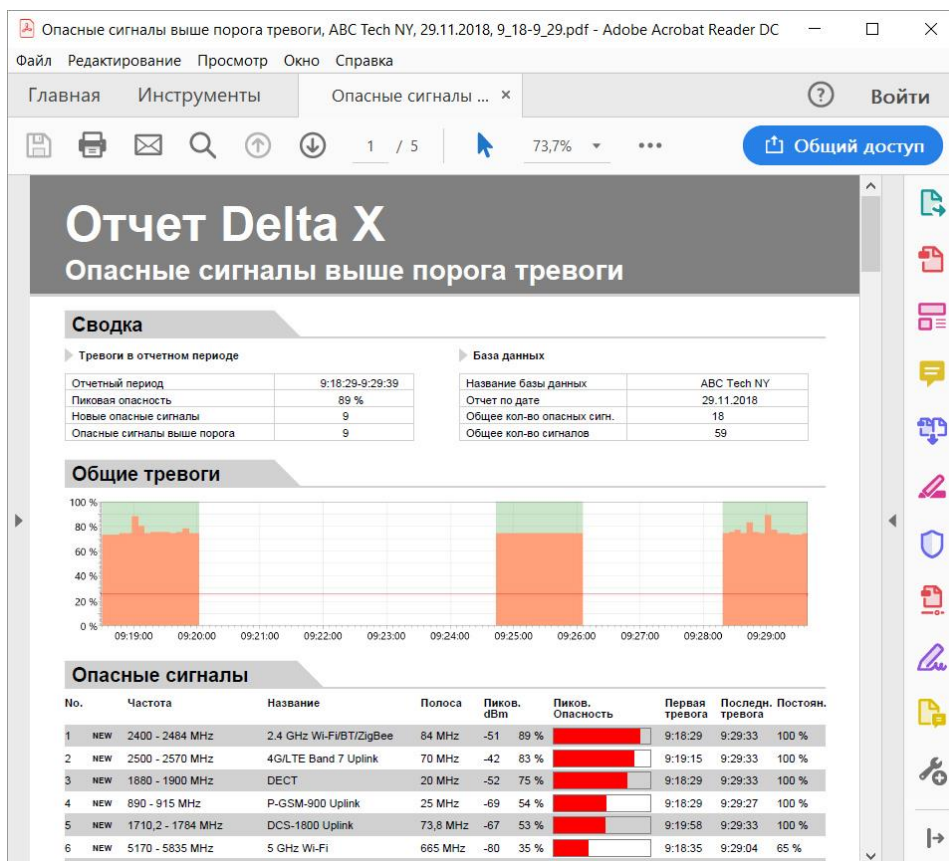 Опасные сигналы выше порога тревоги, ABC Tech NY, 29.11.2018, 9_18-9_29.pdf - Adobe Acrobat Reader DC
Файл Редактирование Просмотр Окно Справка
Главная Инструменты Опасные сигналы ... × Войти
1 / 5 73,7% Общий доступ
Отчет Delta X
Опасные сигналы выше порога тревоги
Сводка
Тревоги в отчетном периоде
Отчетный период 9:18:29-9:29:39
Пиковая опасность 89 %
Новые опасные сигналы 9
Опасные сигналы выше порога 9
База данных
Название базы данных ABC Tech NY
Отчет по дате 29.11.2018
Общее кол-во опасных сигн. 18
Общее кол-во сигналов 59
Общие тревоги
100 %
80 %
60 %
40 %
20 %
0 %
09:19:00 09:20:00 09:21:00 09:22:00 09:23:00 09:24:00 09:25:00 09:26:00 09:27:00 09:28:00 09:29:00
Опасные сигналы
No. Частота Название Полоса Пиков. Пиков. Первая Последн. Постоян.
dBm Опасность тревога тревога
1 NEW 2400 - 2484 MHz 2.4 GHz Wi-Fi/BT/ZigBee 84 MHz -51 89 % 9:18:29 9:29:33 100 %
2 NEW 2500 - 2570 MHz 4G/LTE Band 7 Uplink 70 MHz -42 83 % 9:19:15 9:29:33 100 %
3 NEW 1880 - 1900 MHz DECT 20 MHz -52 75 % 9:18:29 9:29:33 100 %
4 NEW 890 - 915 MHz P-GSM-900 Uplink 25 MHz -69 54 % 9:18:29 9:29:27 100 %
5 NEW 1710,2 - 1784 MHz DCS-1800 Uplink 73,8 MHz -67 53 % 9:19:58 9:29:33 100 %
6 NEW 5170 - 5835 MHz 5 GHz Wi-Fi 665 MHz -80 35 % 9:18:35 9:29:04 65 %